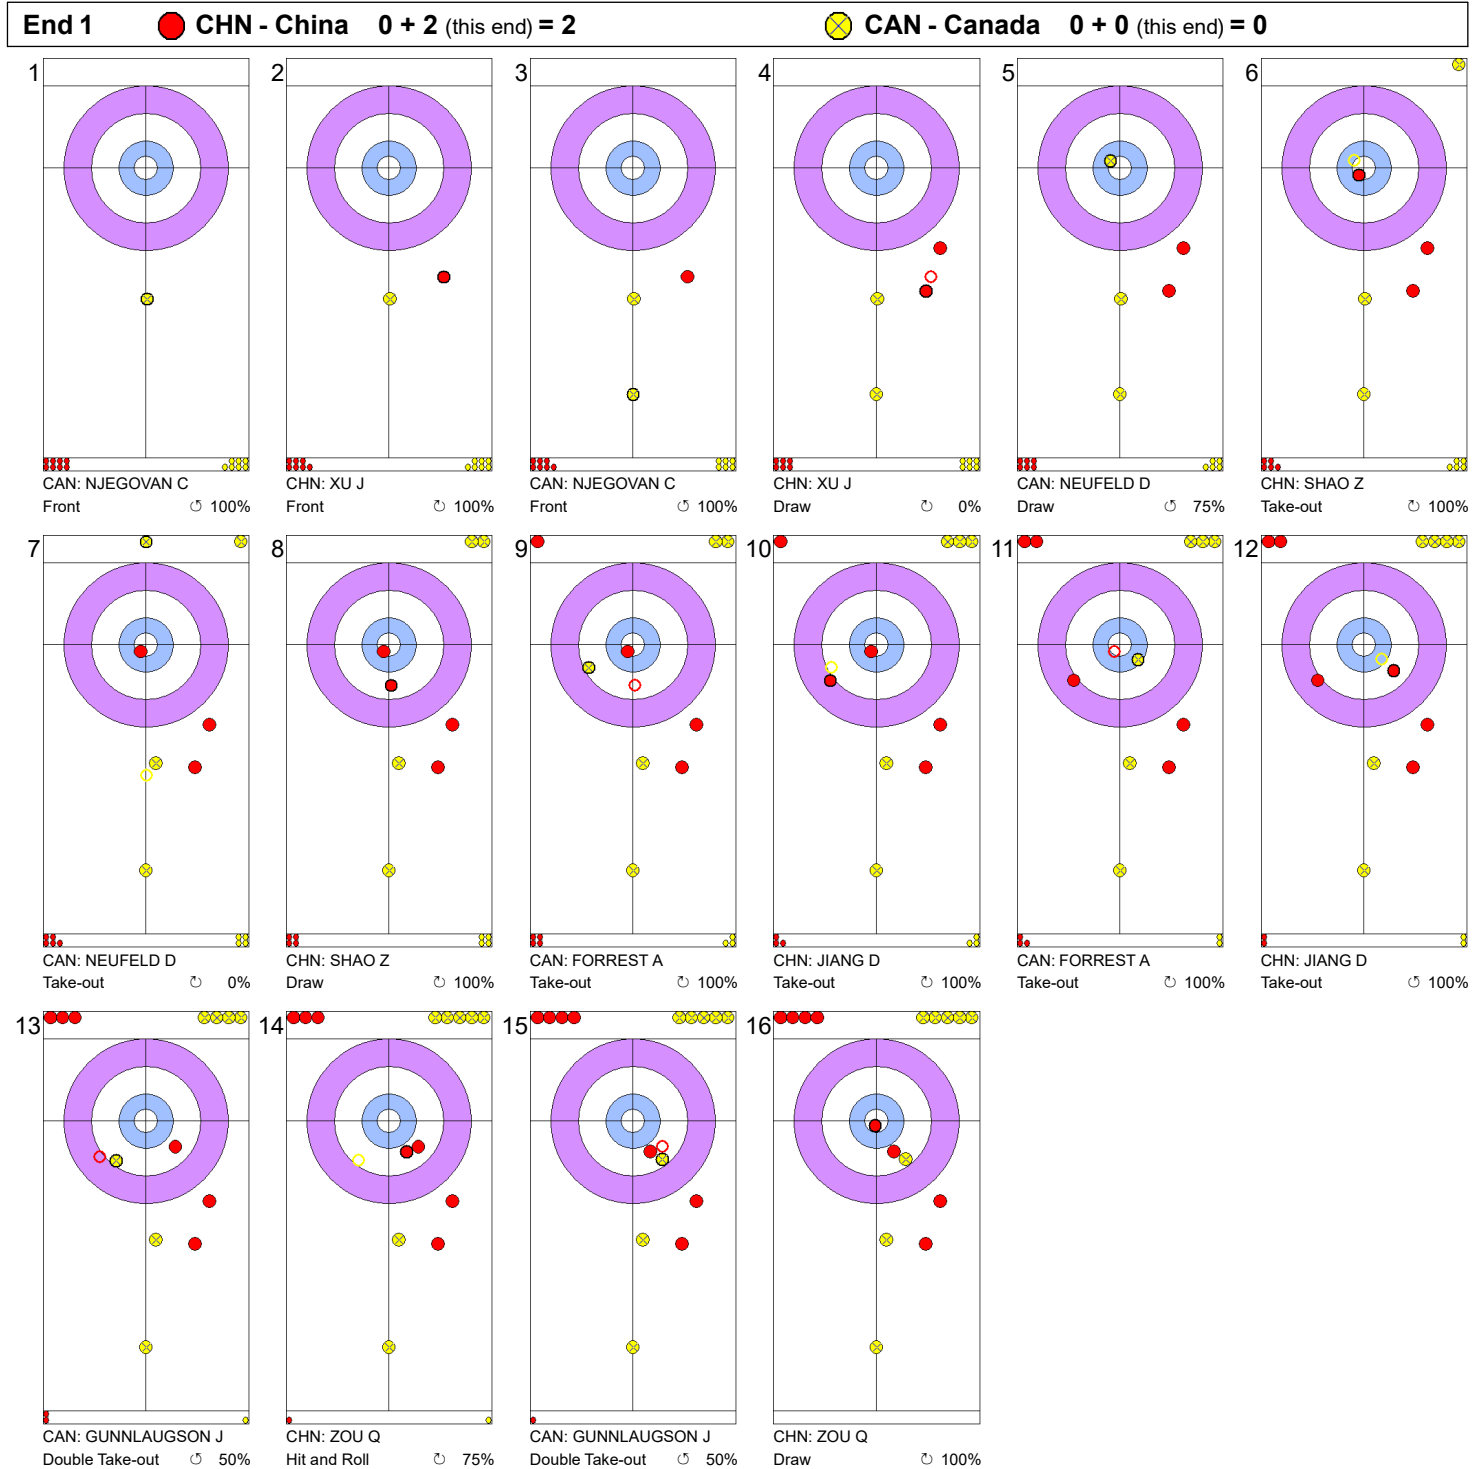 End 1 CHN - China 0 + 2 (this end) = 2 CAN - Canada 0 + 0 (this end) = 0
1 2 3 4 5 6
CAN: NJEGOVAN C CHN: XU J CAN: NJEGOVAN C CHN: XU J CAN: NEUFELD D CHN: SHAO Z
Front ↺ 100% Front ↻ 100% Front ↺ 100% Draw ↻ 0% Draw ↺ 75% Take-out ↻ 100%
7 8 9 10 11 12
CAN: NEUFELD D CHN: SHAO Z CAN: FORREST A CHN: JIANG D CAN: FORREST A CHN: JIANG D
Take-out ↻ 0% Draw ↻ 100% Take-out ↺ 100% Take-out ↻ 100% Take-out ↺ 100% Take-out ↻ 100%
13 14 15 16
CAN: GUNNLAUGSON J CHN: ZOU Q CAN: GUNNLAUGSON J CHN: ZOU Q
Double Take-out ↺ 50% Hit and Roll ↻ 75% Double Take-out ↺ 50% Draw ↻ 100%